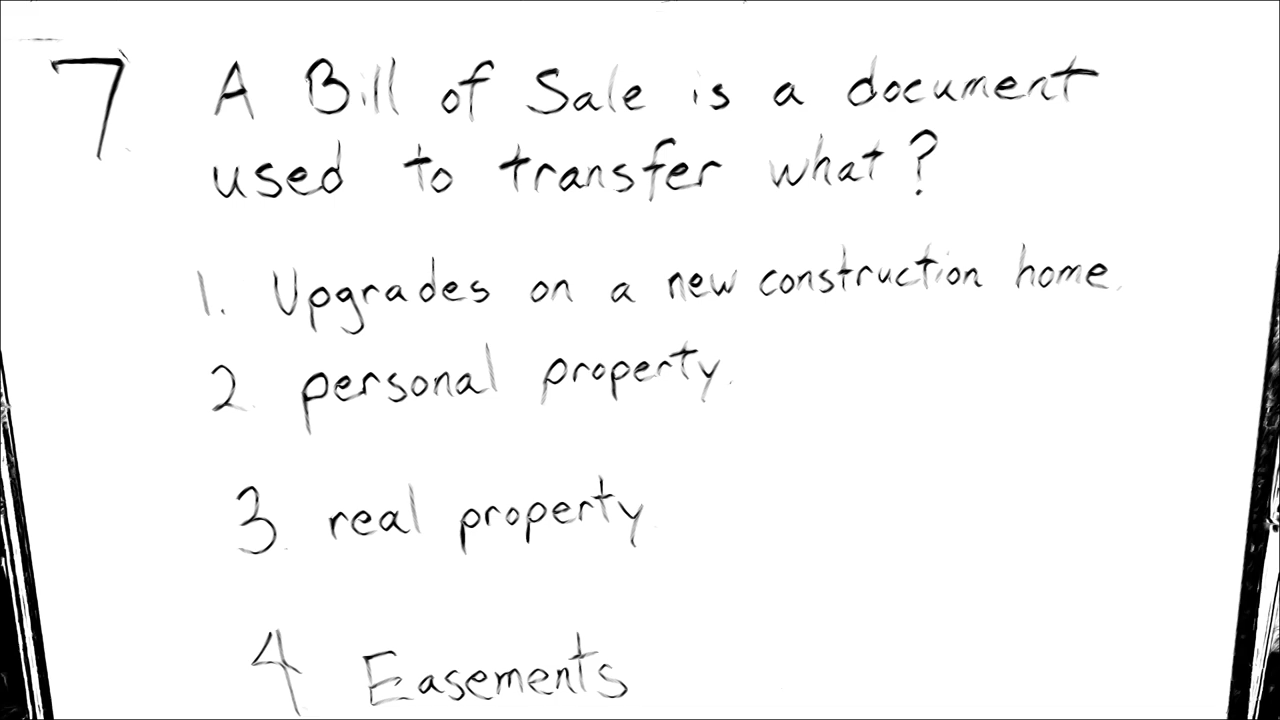 7 A Bill of Sale is a document
used to transfer what?
1. Upgrades on a new construction home.
2. personal property.
3. real property
4 Easements